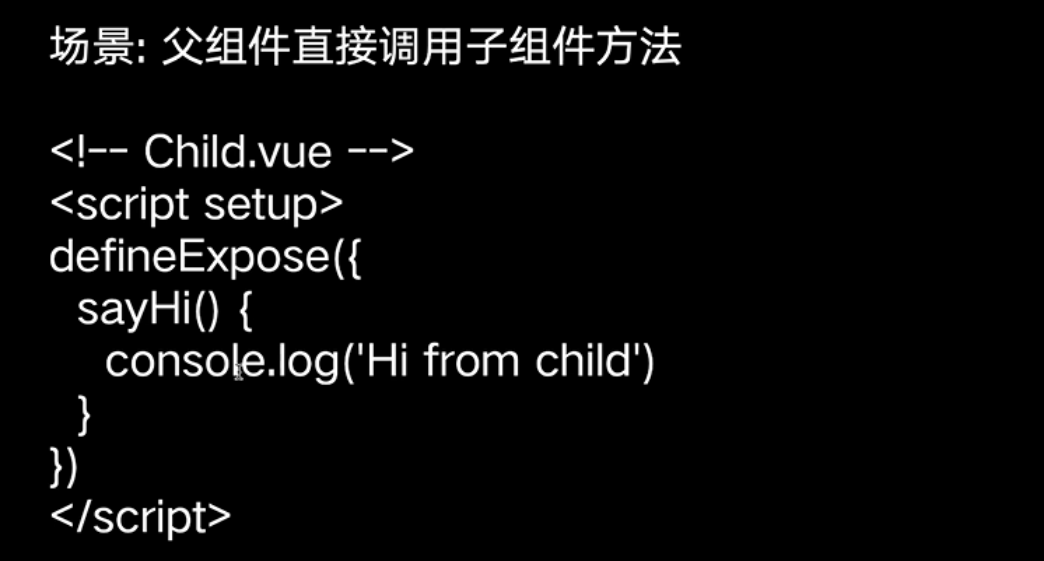 场景: 父组件直接调用子组件方法
<!-- Child.vue -->
<script setup>
defineExpose({
  sayHi() {
    console.log('Hi from child')
  }
})
</script>